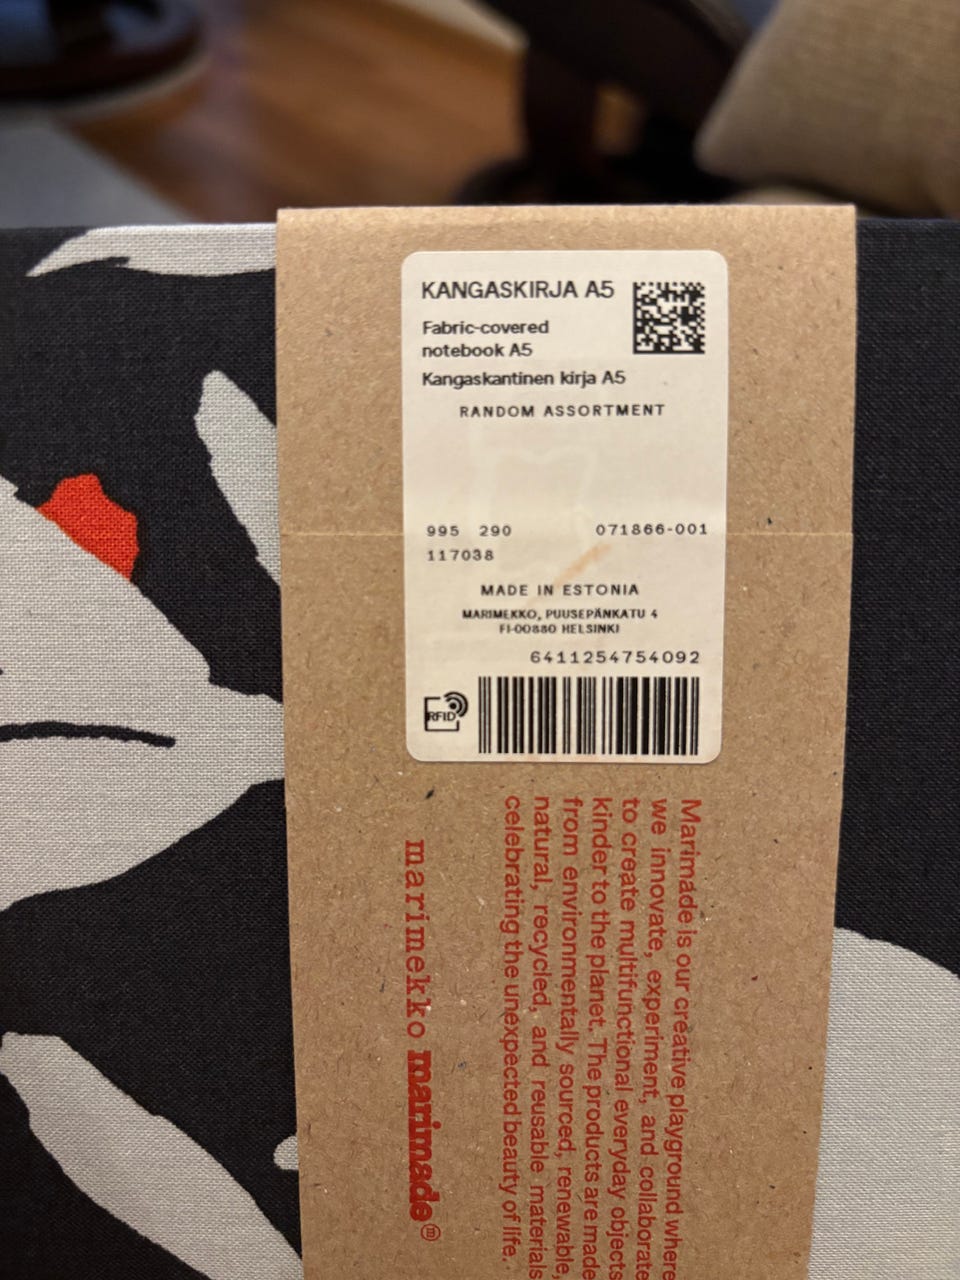 KANGASKIRJA A5
Fabric-covered
notebook A5
Kangaskantinen kirja A5
RANDOM ASSORTMENT
995 290 071866-001
117038
MADE IN ESTONIA
MARIMEKKO, PUUSEPÄNKATU 4
FI-00880 HELSINKI
6411254754092
RFID
Marimade is our creative playground where
we innovate, experiment, and collaborate
to create multifunctional everyday objects
kinder to the planet. The products are made
from environmentally sourced, renewable,
natural, recycled, and reusable materials
celebrating the unexpected beauty of life.
marimekko marimade®